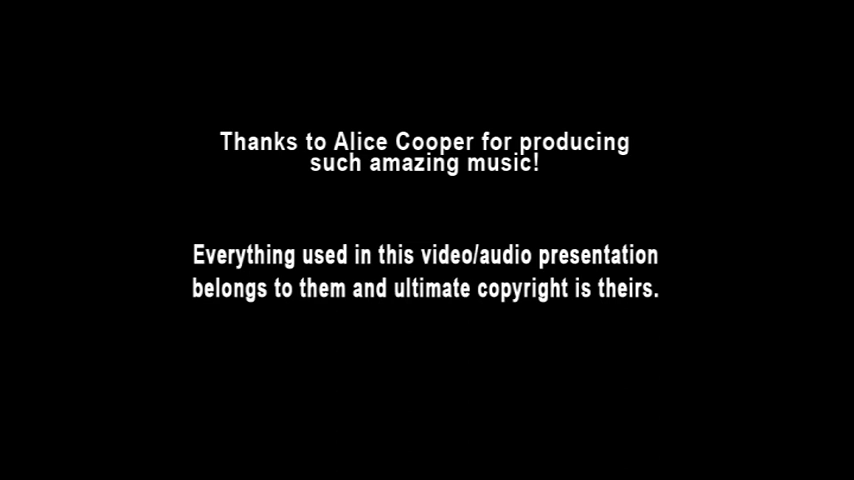 Thanks to Alice Cooper for producing
such amazing music!
Everything used in this video/audio presentation
belongs to them and ultimate copyright is theirs.